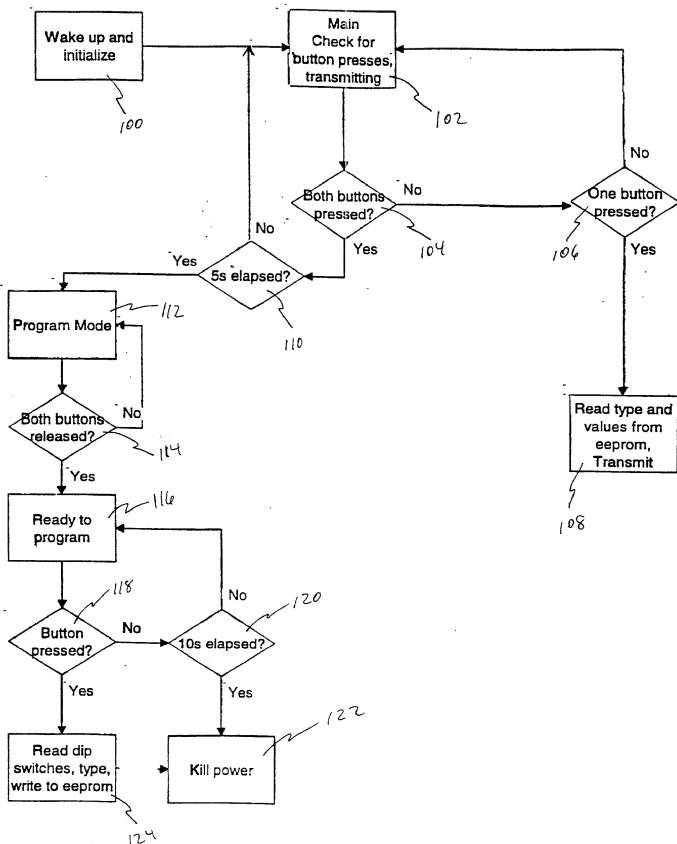 Wake up and
initialize
100
Main
Check for
button presses,
transmitting
102
Both buttons
pressed?
104
No
Yes
One button
pressed?
106
No
Yes
5s elapsed?
110
No
Yes
Program Mode
112
Both buttons
released?
114
No
Yes
Read type and
values from
eeprom,
Transmit
108
Ready to
program
116
Button
pressed?
118
No
Yes
10s elapsed?
120
No
Yes
Read dip
switches, type,
write to eeprom
124
Kill power
122